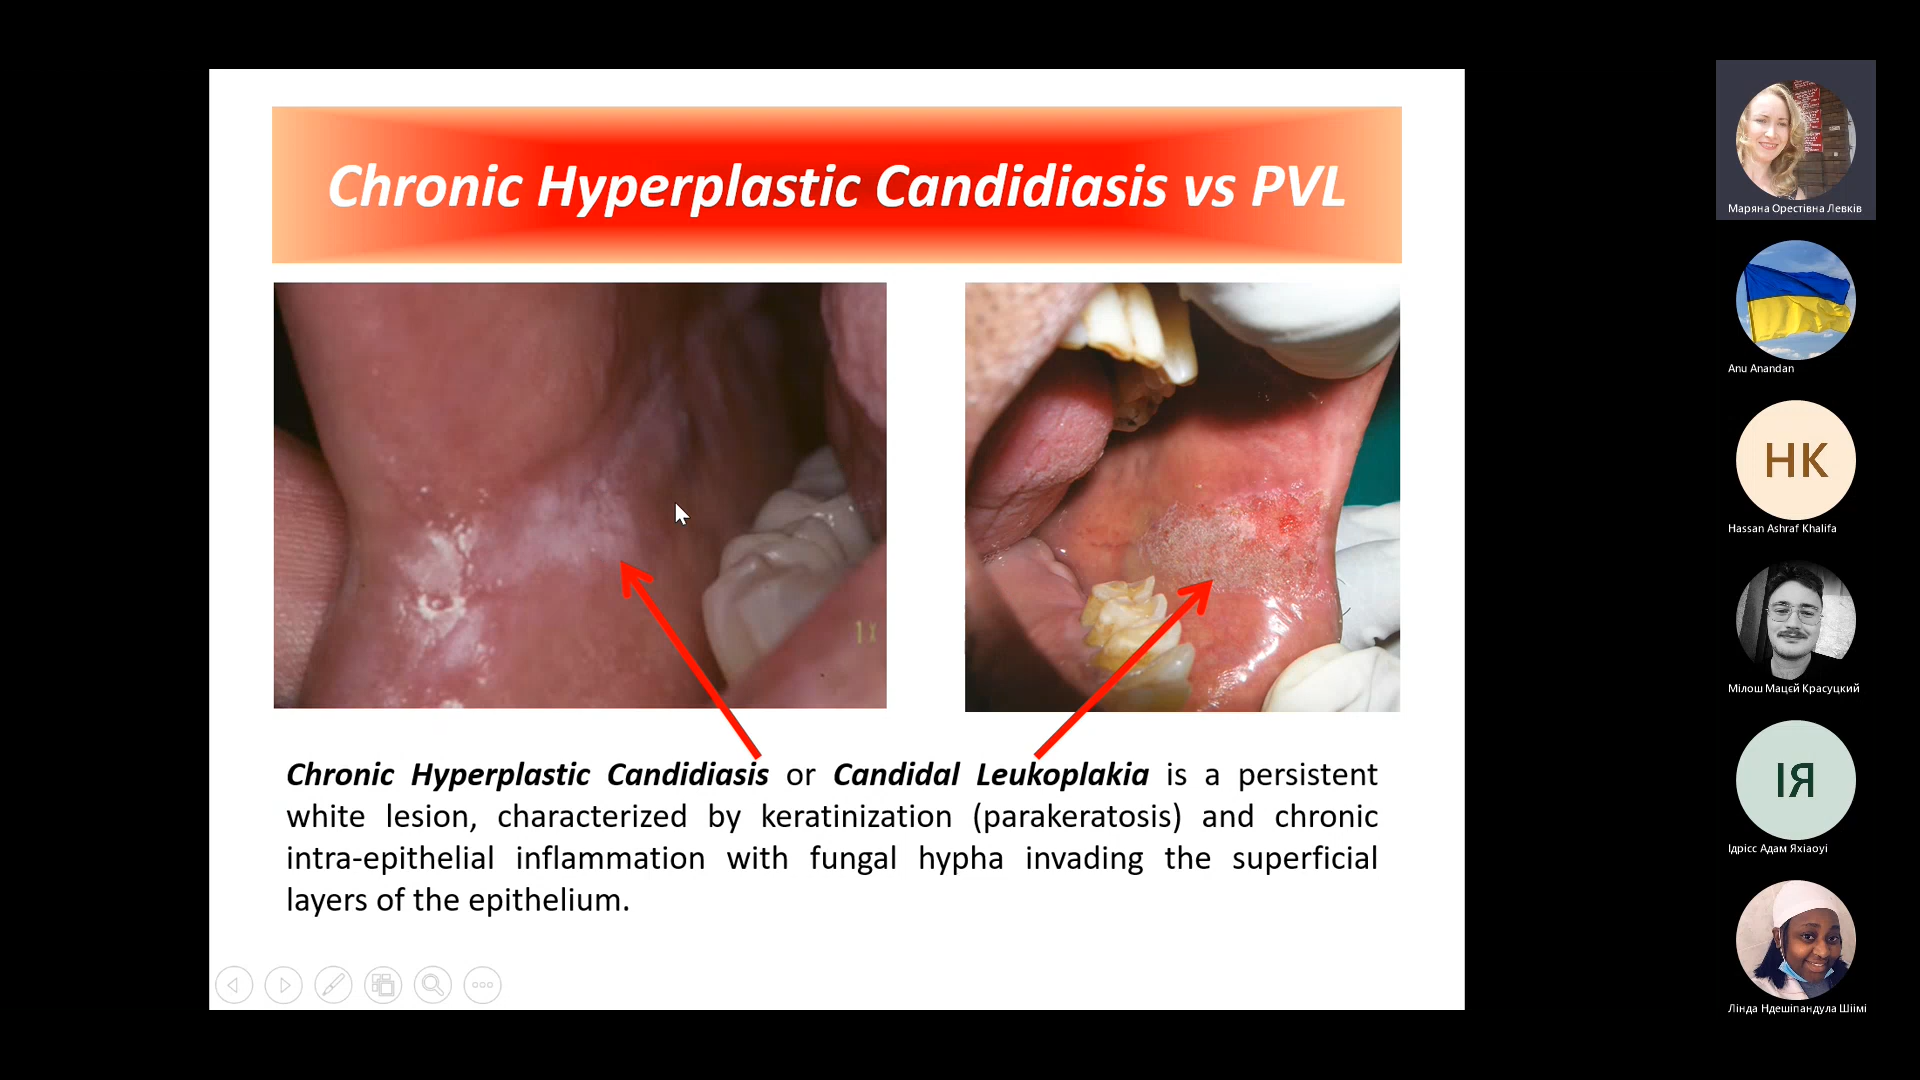 Chronic Hyperplastic Candidiasis vs PVL
1 x
Chronic Hyperplastic Candidiasis or Candidal Leukoplakia is a persistent
white lesion, characterized by keratinization (parakeratosis) and chronic
intra-epithelial inflammation with fungal hypha invading the superficial
layers of the epithelium.
Маряна Орестівна Левків
Anu Anandan
НК
Hassan Ashraf Khalifa
Мілош Мацєй Красуцкий
ІЯ
Ідрісс Адам Яхіаоуі
Лінда Ндешіпандула Шіімі